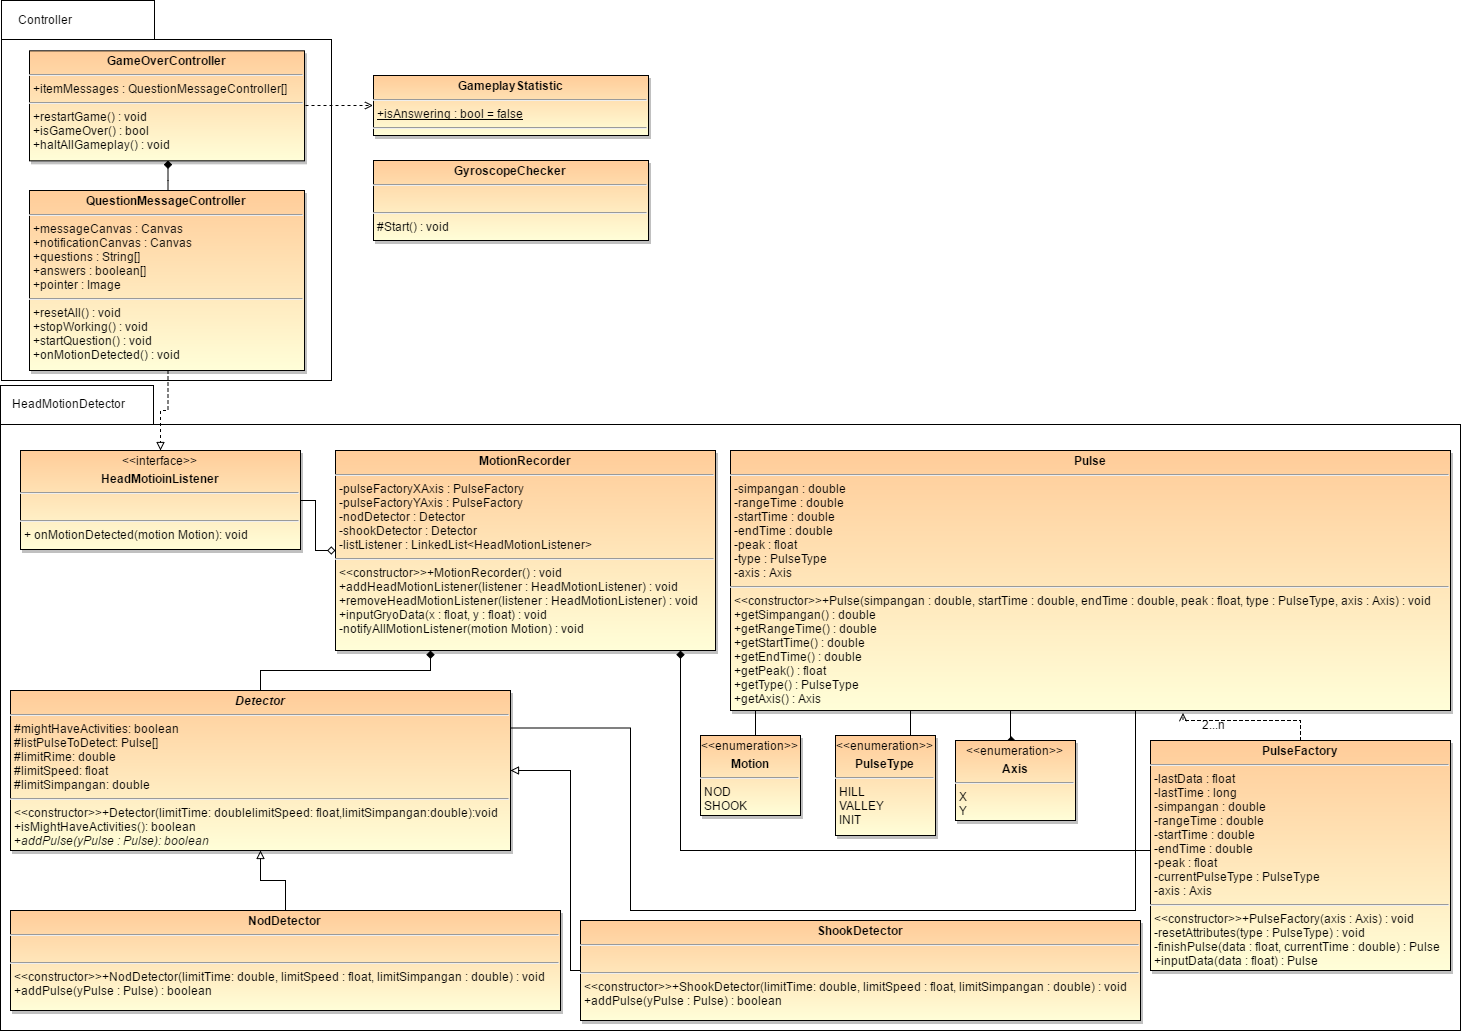 Controller
GameOverController
+itemMessages : QuestionMessageController[]
+restartGame() : void
+isGameOver() : bool
+haltAllGameplay() : void
GameplayStatistic
+isAnswering : bool = false
GyroscopeChecker
#Start() : void
QuestionMessageController
+messageCanvas : Canvas
+notificationCanvas : Canvas
+questions : String[]
+answers : boolean[]
+pointer : Image
+resetAll() : void
+stopWorking() : void
+startQuestion() : void
+onMotionDetected() : void
HeadMotionDetector
<<interface>>
HeadMotioinListener
+ onMotionDetected(motion Motion): void
MotionRecorder
-pulseFactoryXAxis : PulseFactory
-pulseFactoryYAxis : PulseFactory
-nodDetector : Detector
-shookDetector : Detector
-listListener : LinkedList<HeadMotionListener>
<<constructor>>+MotionRecorder() : void
+addHeadMotionListener(listener : HeadMotionListener) : void
+removeHeadMotionListener(listener : HeadMotionListener) : void
+inputGryoData(x : float, y : float) : void
-notifyAllMotionListener(motion Motion) : void
Pulse
-simpangan : double
-rangeTime : double
-startTime : double
-endTime : double
-peak : float
-type : PulseType
-axis : Axis
<<constructor>>+Pulse(simpangan : double, startTime : double, endTime : double, peak : float, type : PulseType, axis : Axis) : void
+getSimpangan() : double
+getRangeTime() : double
+getStartTime() : double
+getEndTime() : double
+getPeak() : float
+getType() : PulseType
+getAxis() : Axis
Detector
#mightHaveActivities: boolean
#listPulseToDetect: Pulse[]
#limitRime: double
#limitSpeed: float
#limitSimpangan: double
<<constructor>>+Detector(limitTime: doublelimitSpeed: float,limitSimpangan:double):void
+isMightHaveActivities(): boolean
+addPulse(yPulse : Pulse): boolean
<<enumeration>>
Motion
NOD
SHOOK
<<enumeration>>
PulseType
HILL
VALLEY
INIT
<<enumeration>>
Axis
X
Y
2...n
PulseFactory
-lastData : float
-lastTime : long
-simpangan : double
-rangeTime : double
-startTime : double
-endTime : double
-peak : float
-currentPulseType : PulseType
-axis : Axis
<<constructor>>+PulseFactory(axis : Axis) : void
-resetAttributes(type : PulseType) : void
-finishPulse(data : float, currentTime : double) : Pulse
+inputData(data : float) : Pulse
NodDetector
<<constructor>>+NodDetector(limitTime: double, limitSpeed : float, limitSimpangan : double) : void
+addPulse(yPulse : Pulse) : boolean
ShookDetector
<<constructor>>+ShookDetector(limitTime: double, limitSpeed : float, limitSimpangan : double) : void
+addPulse(yPulse : Pulse) : boolean